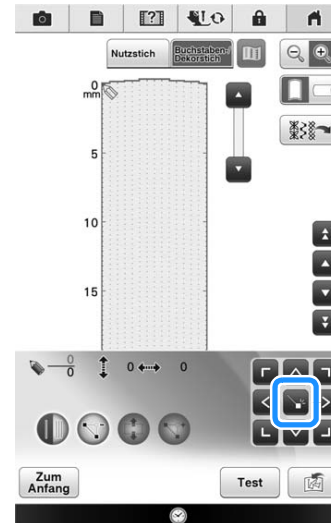 [?]
Nutzstich
Buchstaben-
Dekorstich
0
mm
5
10
15
0
0
0
0
Zum
Anfang
Test